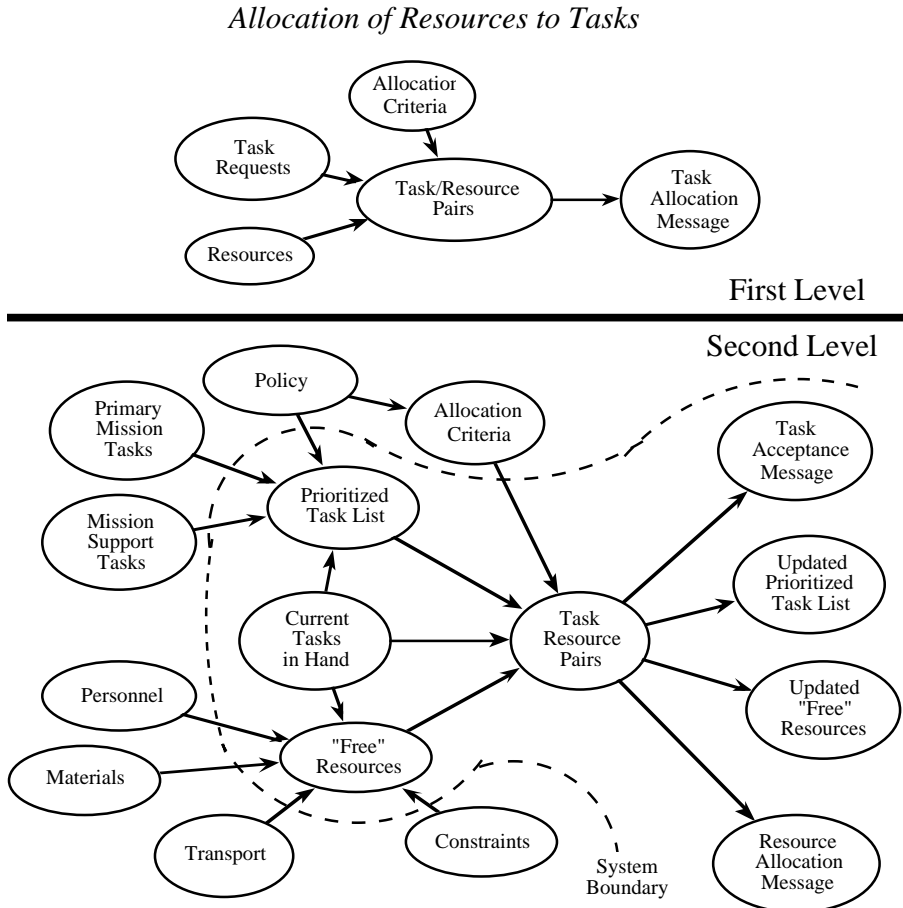 Allocation of Resources to Tasks
Allocation
Criteria
Task
Requests
Task/Resource
Pairs
Task
Allocation
Message
Resources
First Level
Second Level
Policy
Primary
Mission
Tasks
Allocation
Criteria
Task
Acceptance
Message
Prioritized
Task List
Mission
Support
Tasks
Updated
Prioritized
Task List
Current
Tasks
in Hand
Task
Resource
Pairs
Personnel
Updated
"Free"
Resources
"Free"
Resources
Materials
Transport
Constraints
System
Boundary
Resource
Allocation
Message